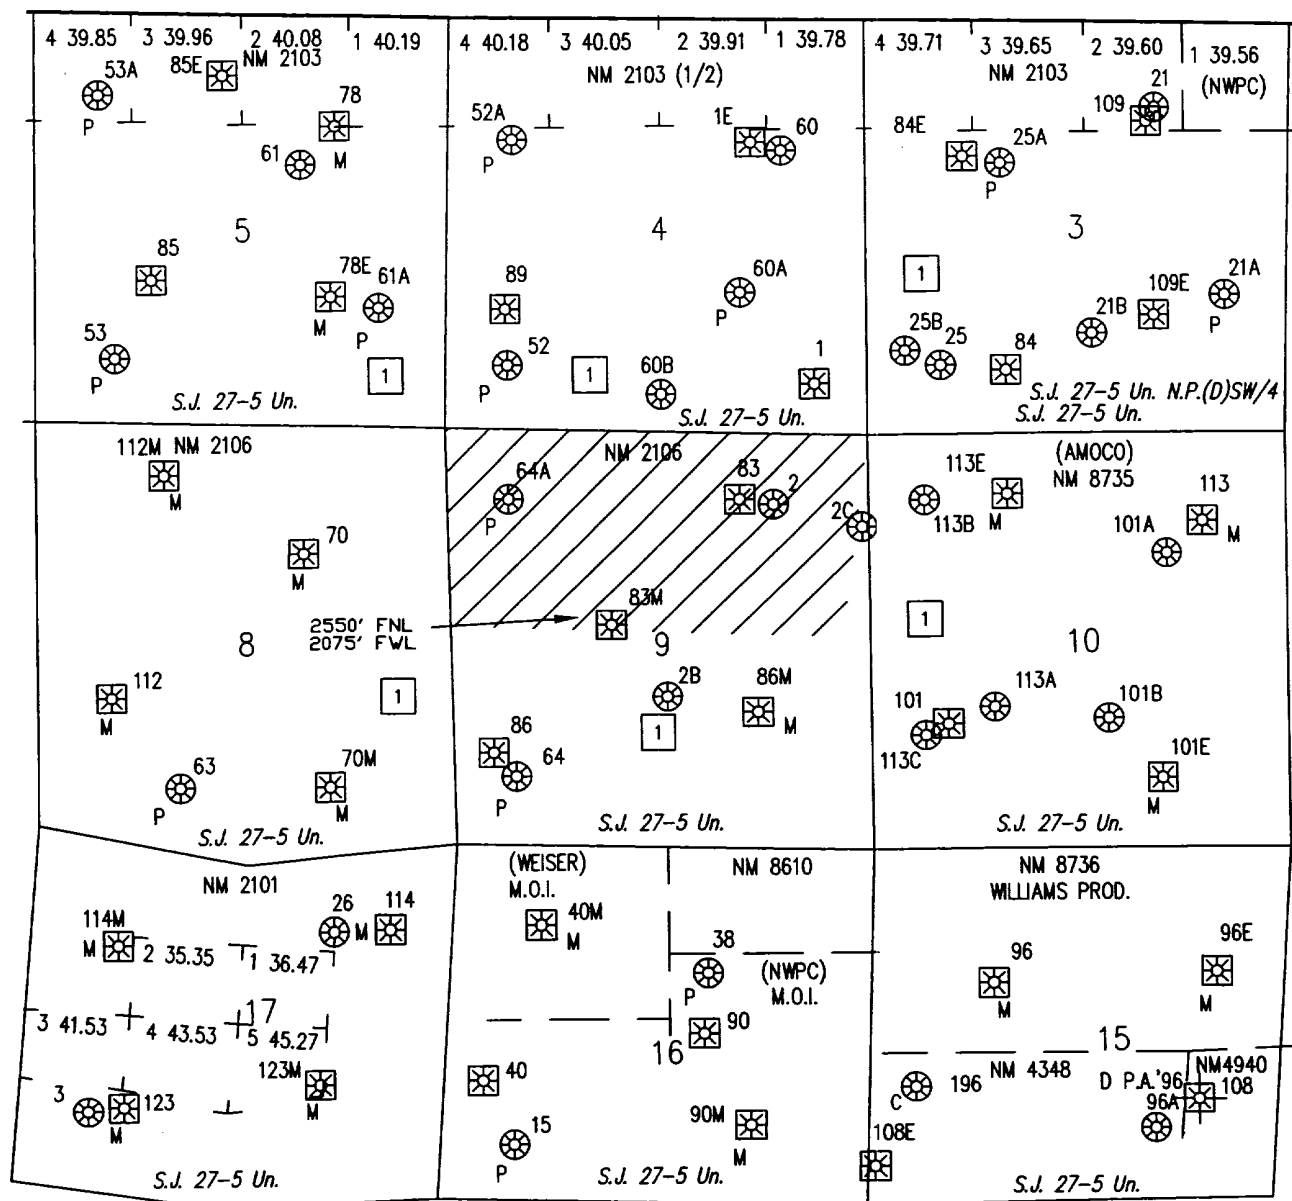 4 39.85
3 39.96
2 40.08
1 40.19
NM 2103
53A
P
85E
78
M
61
5
85
78E
M
61A
P
53
P
1
S.J. 27-5 Un.
4 40.18
3 40.05
2 39.91
1 39.78
NM 2103 (1/2)
52A
P
1E
60
4
89
60A
P
52
P
1
60B
1
S.J. 27-5 Un.
4 39.71
3 39.65
2 39.60
1 39.56
NM 2103
(NWPC)
21
109
84E
25A
P
3
1
21A
P
109E
21B
25B
25
84
S.J. 27-5 Un. N.P.(D)SW/4
S.J. 27-5 Un.
112M
NM 2106
M
70
M
2550' FNL
2075' FWL
8
112
M
1
63
P
70M
M
S.J. 27-5 Un.
NM 2106
64A
P
83
2
2C
83M
9
2B
86M
M
1
86
64
P
S.J. 27-5 Un.
(AMOCO)
NM 8735
113E
M
113B
113
M
101A
1
10
113A
101
113C
101B
101E
M
S.J. 27-5 Un.
NM 2101
114M
M
26
M
114
2 35.35
1 36.47
17
3 41.53
4 43.53
5 45.27
123M
M
3
123
M
S.J. 27-5 Un.
(WEISER)
M.O.I.
NM 8610
40M
M
38
P
(NWPC)
M.O.I.
90
16
40
90M
M
15
P
S.J. 27-5 Un.
NM 8736
WILLIAMS PROD.
96
M
96E
M
15
NM 4348
196
C
D P.A.'96
NM4940
108
96A
108E
S.J. 27-5 Un.